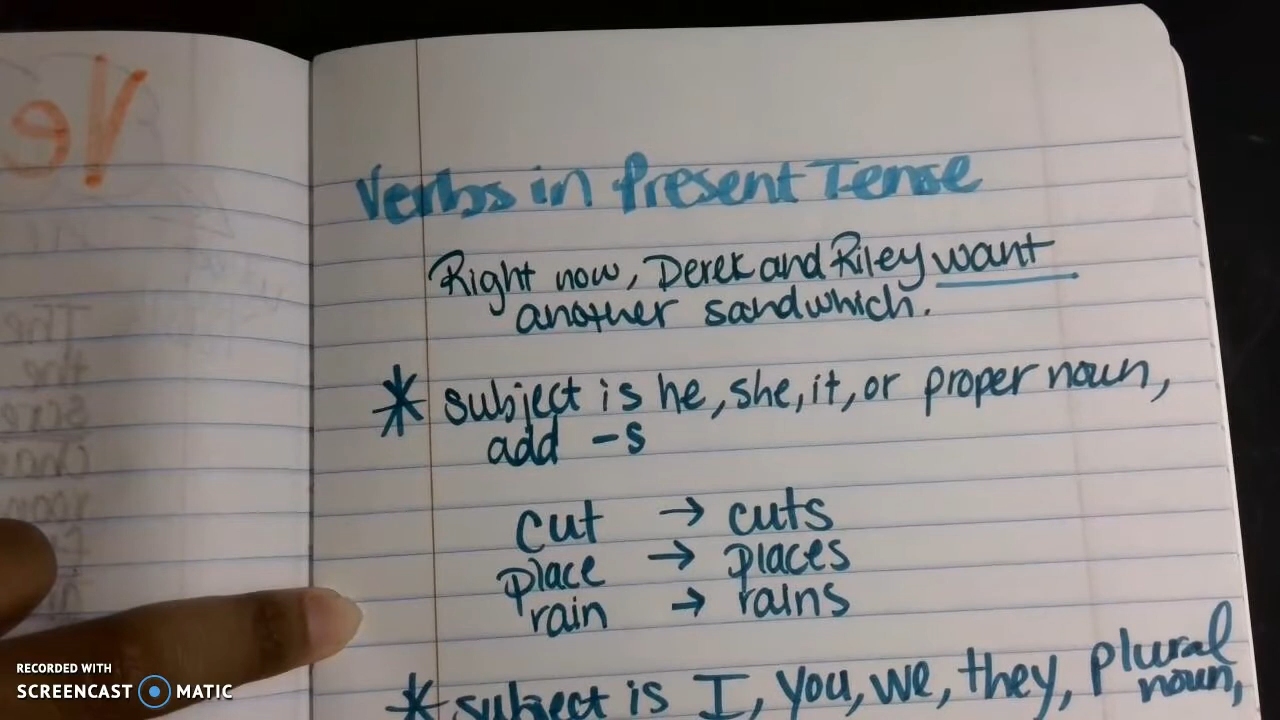 Verbs in Present Tense
Right now, Derek and Riley want
another sandwhich.
* subject is he, she, it, or proper noun,
add -s
cut → cuts
place → places
rain → rains
* subject is I, you, we, they, plural
noun,
RECORDED WITH
SCREENCAST O MATIC